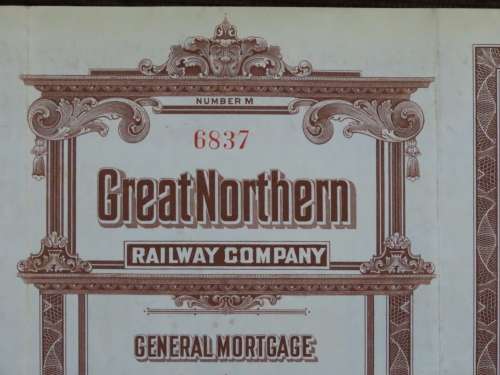 NUMBER M
6837
Great Northern
RAILWAY COMPANY
GENERAL MORTGAGE